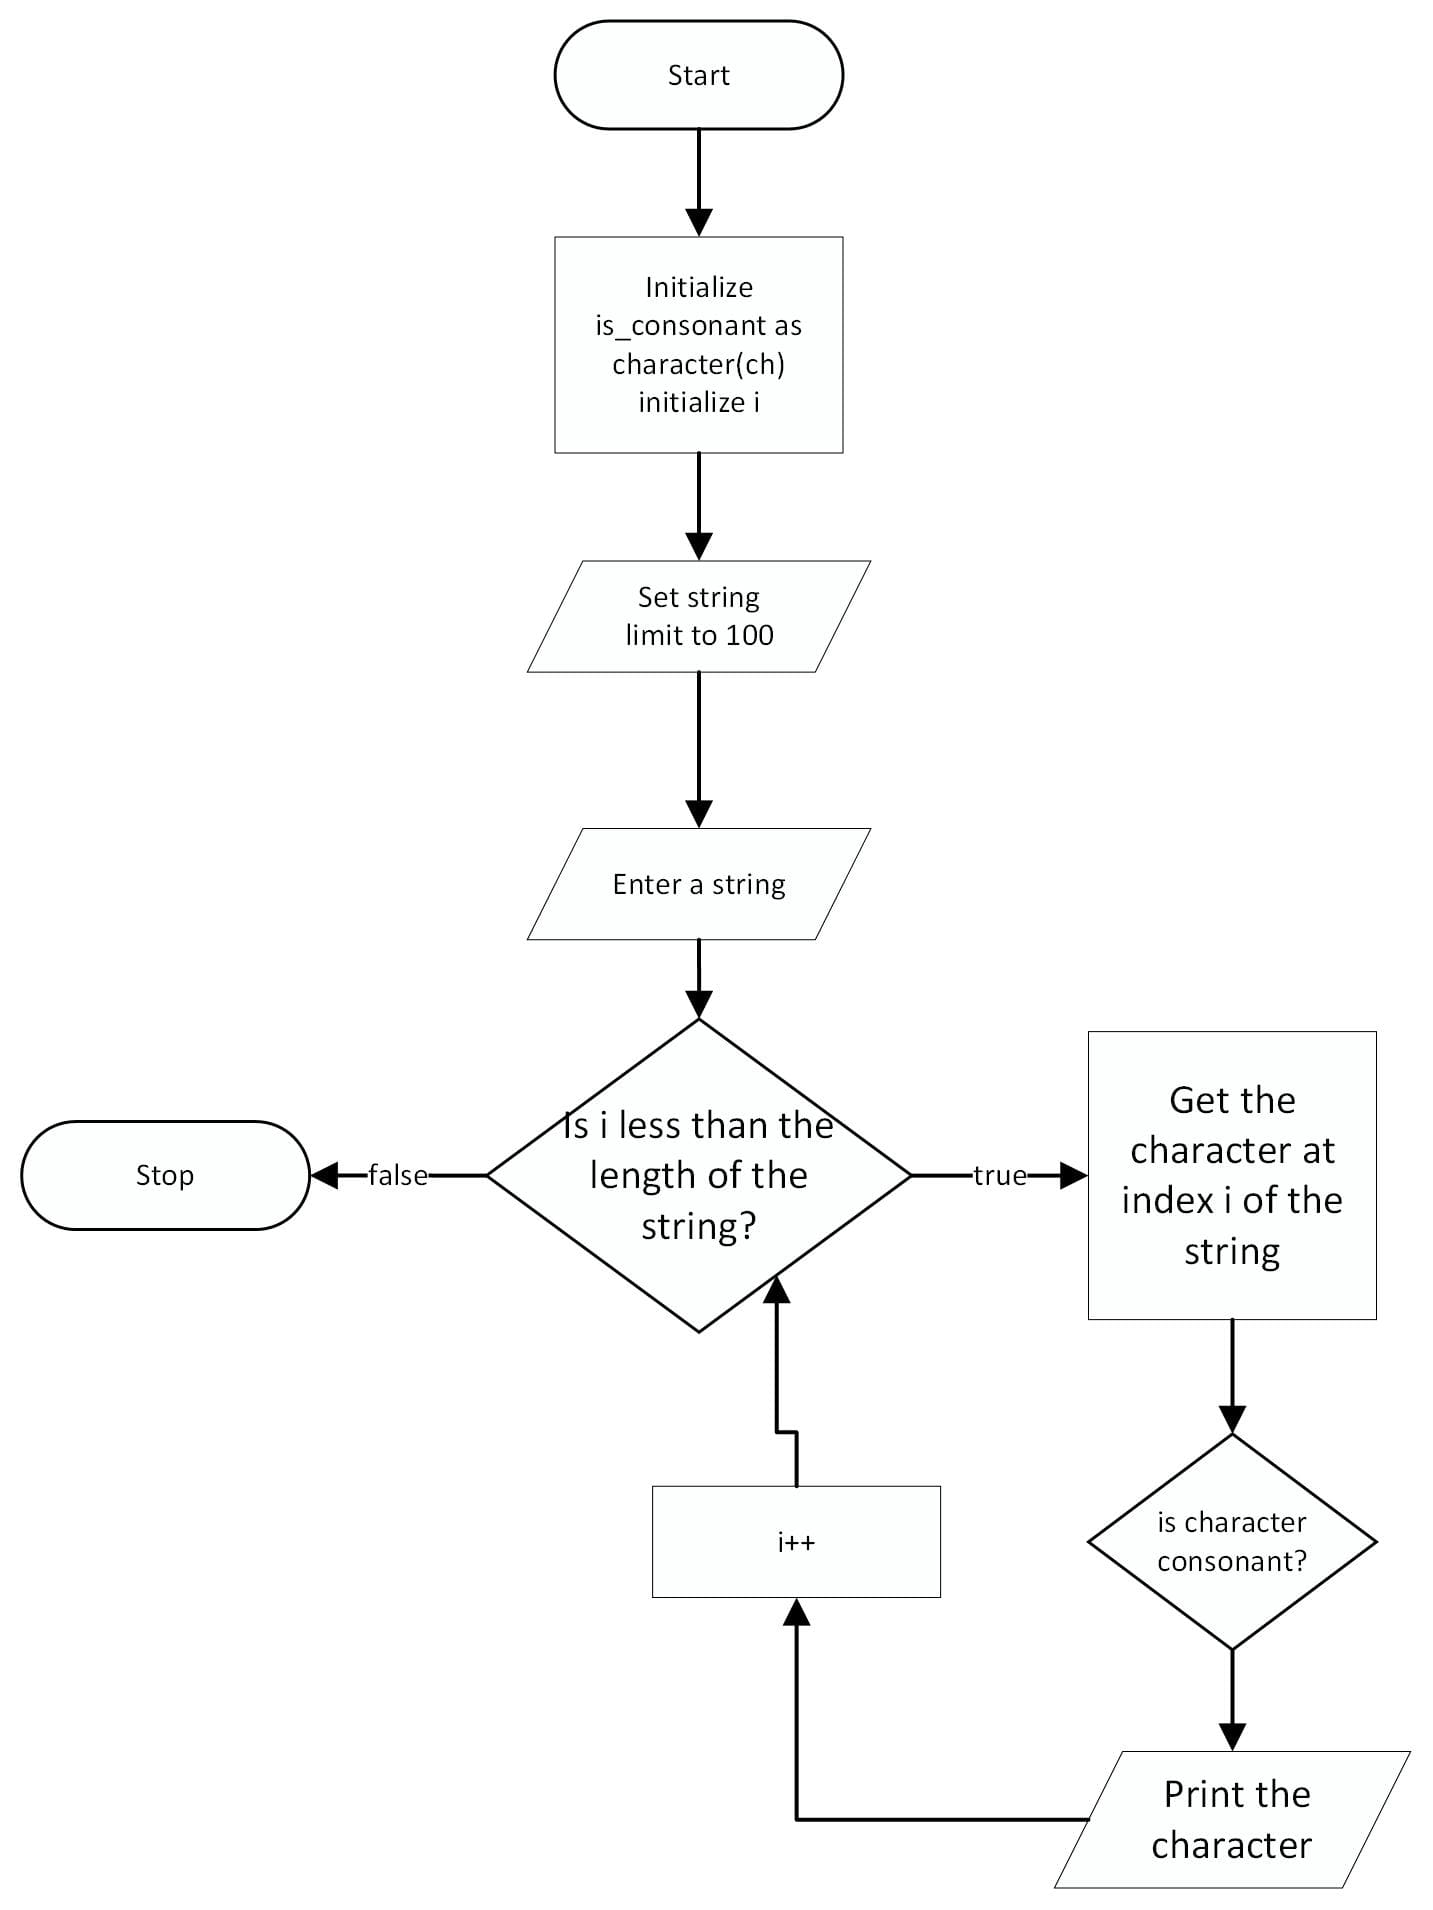 Start
Initialize
is_consonant as
character(ch)
initialize i
Set string
limit to 100
Enter a string
Is i less than the
length of the
string?
false
Stop
true
Get the
character at
index i of the
string
is character
consonant?
i++
Print the
character